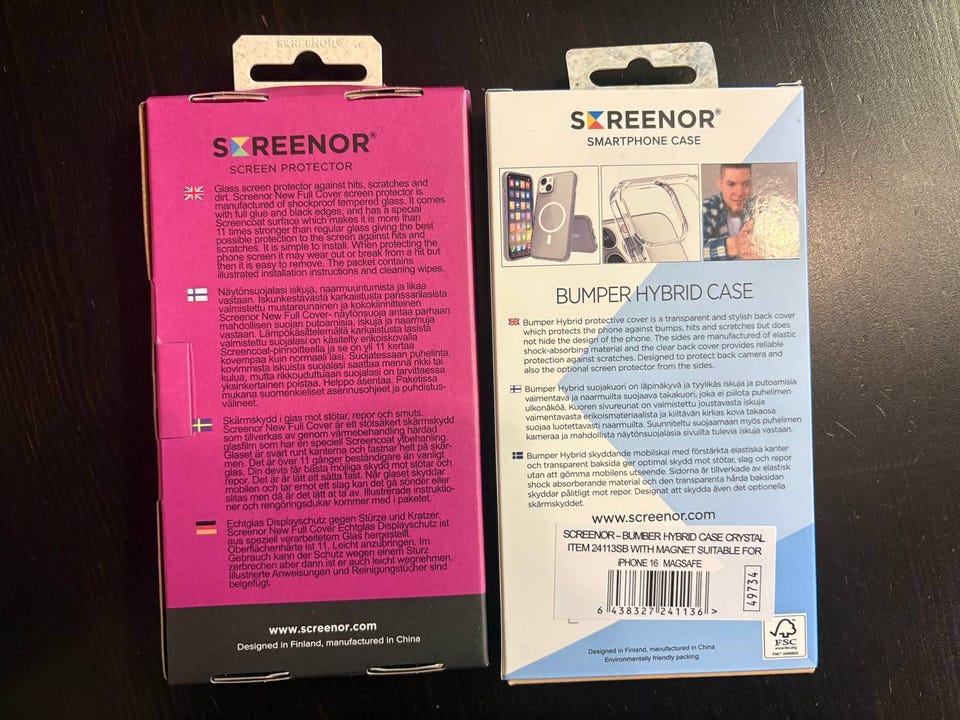 SCREENOR®
SCREENOR®
SCREEN PROTECTOR
Glass screen protector against hits, scratches and
dirt. Screenor New Full Cover screen protector is
manufactured of shockproof tempered glass. It comes
with full glue and black edges, and has a special
Screencoat surface which makes it is more than
11 times stronger than regular glass giving the best
possible protection to the screen against hits and
scratches. It is simple to install. When protecting the
phone screen it may wear out or break from a hit but
then it is easy to remove. The packet contains
illustrated installation instructions and cleaning wipes.
Näytönsuojalasi iskuja, naarmuuntumista ja likaa
vastaan. Iskunkestävästä karkaistusta panssarilasista
valmistettu mustareunainen ja kokokiinnitteinen
Screenor New Full Cover- näytönsuoja antaa parhaan
mahdollisen suojan putoamisia, iskuja ja naarmuja
vastaan. Lämpökäsittelemällä karkaistusta lasista
valmistettu suojalasi on käsitelty erikoiskovalla
Screencoat-pinnoitteella ja se on yli 11 kertaa
kovempaa kuin normaali lasi. Suojatessaan puhelinta,
kovimmista iskuista suojalasi saattaa mennä rikki tai
kulua, mutta rikkouduttuaan suojalasi on tarvittaessa
yksinkertainen poistaa. Helppo asentaa. Paketissa
mukana suomenkieliset asennusohjeet ja puhdistus-
välineet.
Skärmskydd i glas mot stötar, repor och smuts.
Screenor New Full Cover är ett stötsäkert skärmskydd
som tillverkas av genom värmebehandling härdad
glasfilm som har en speciell Screencoat ytbehanling.
Glaset är svart runt kanterna och fastnar helt på skär-
men. Det är över 11 gånger beständigare än vanligt
glas. Din devis får bästa möjliga skydd mot stötar och
repor. Det är är lätt att sätta fast. När glaset skyddar
mobilen och tar emot ett slag kan det gå sönder eller
slitas men då är det lätt at ta av. Illustrerade instruktio-
ner och rengöringsdukar kommer med i paketet.
Echtglas Displayschutz gegen Stürze und Kratzer.
Screenor New Full Cover Echtglas Displayschutz ist
aus speziell verarbeitetem Glas hergestellt.
Oberflächenhärte ist 11. Leicht anzubringen. Im
Gebrauch kann der Schutz wegen einem Sturz
zerbrechen aber dann ist er auch leicht wegnehmen.
Illustrierte Anweisungen und Reinigungstücher sind
beigefügt.
www.screenor.com
Designed in Finland, manufactured in China
SCREENOR®
SMARTPHONE CASE
BUMPER HYBRID CASE
Bumper Hybrid protective cover is a transparent and stylish back cover
which protects the phone against bumps, hits and scratches but does
not hide the design of the phone. The sides are manufactured of elastic
shock-absorbing material and the clear back cover provides reliable
protection against scratches. Designed to protect back camera and
also the optional screen protector from the sides.
Bumper Hybrid suojakuori on läpinäkyvä ja tyylikäs iskuja ja putoamisia
vaimentava ja naarmuilta suojaava takakuori, joka ei piilota puhelimen
ulkonäköä. Kuoren sivureunat on valmistettu joustavasta iskuja
vaimentavasta erikoismateriaalista ja kiiltävän kirkas kova takaosa
suojaa luotettavasti naarmuilta. Suunniteltu suojaamaan myös puhelimen
kameraa ja mahdollista näytönsuojalasia sivuilta tulevia iskuja vastaan.
Bumper Hybrid skyddande mobilskal med förstärkta elastiska kanter
och transparent baksida ger optimal skydd mot stötar, slag och repor
utan att gömma mobilens utseende. Sidorna är tillverkade av elastisk
shock absorberande material och den transparenta hårda baksidan
skyddar pålitligt mot repor. Designat att skydda även det optionella
skärmskyddet.
www.screenor.com
SCREENOR – BUMBER HYBRID CASE CRYSTAL
ITEM 24113SB WITH MAGNET SUITABLE FOR
iPHONE 16 MAGSAFE
49734
6 438327 241136 >
FSC
www.fsc.org
Designed in Finland, manufactured in China
Environmentally friendly packing